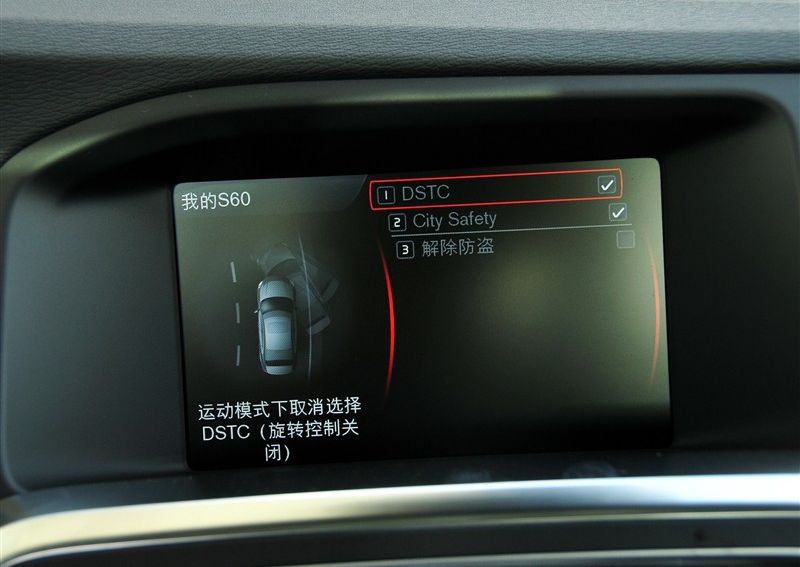 我的S60
1 DSTC
2 City Safety
3 解除防盗
运动模式下取消选择
DSTC（旋转控制关
闭）